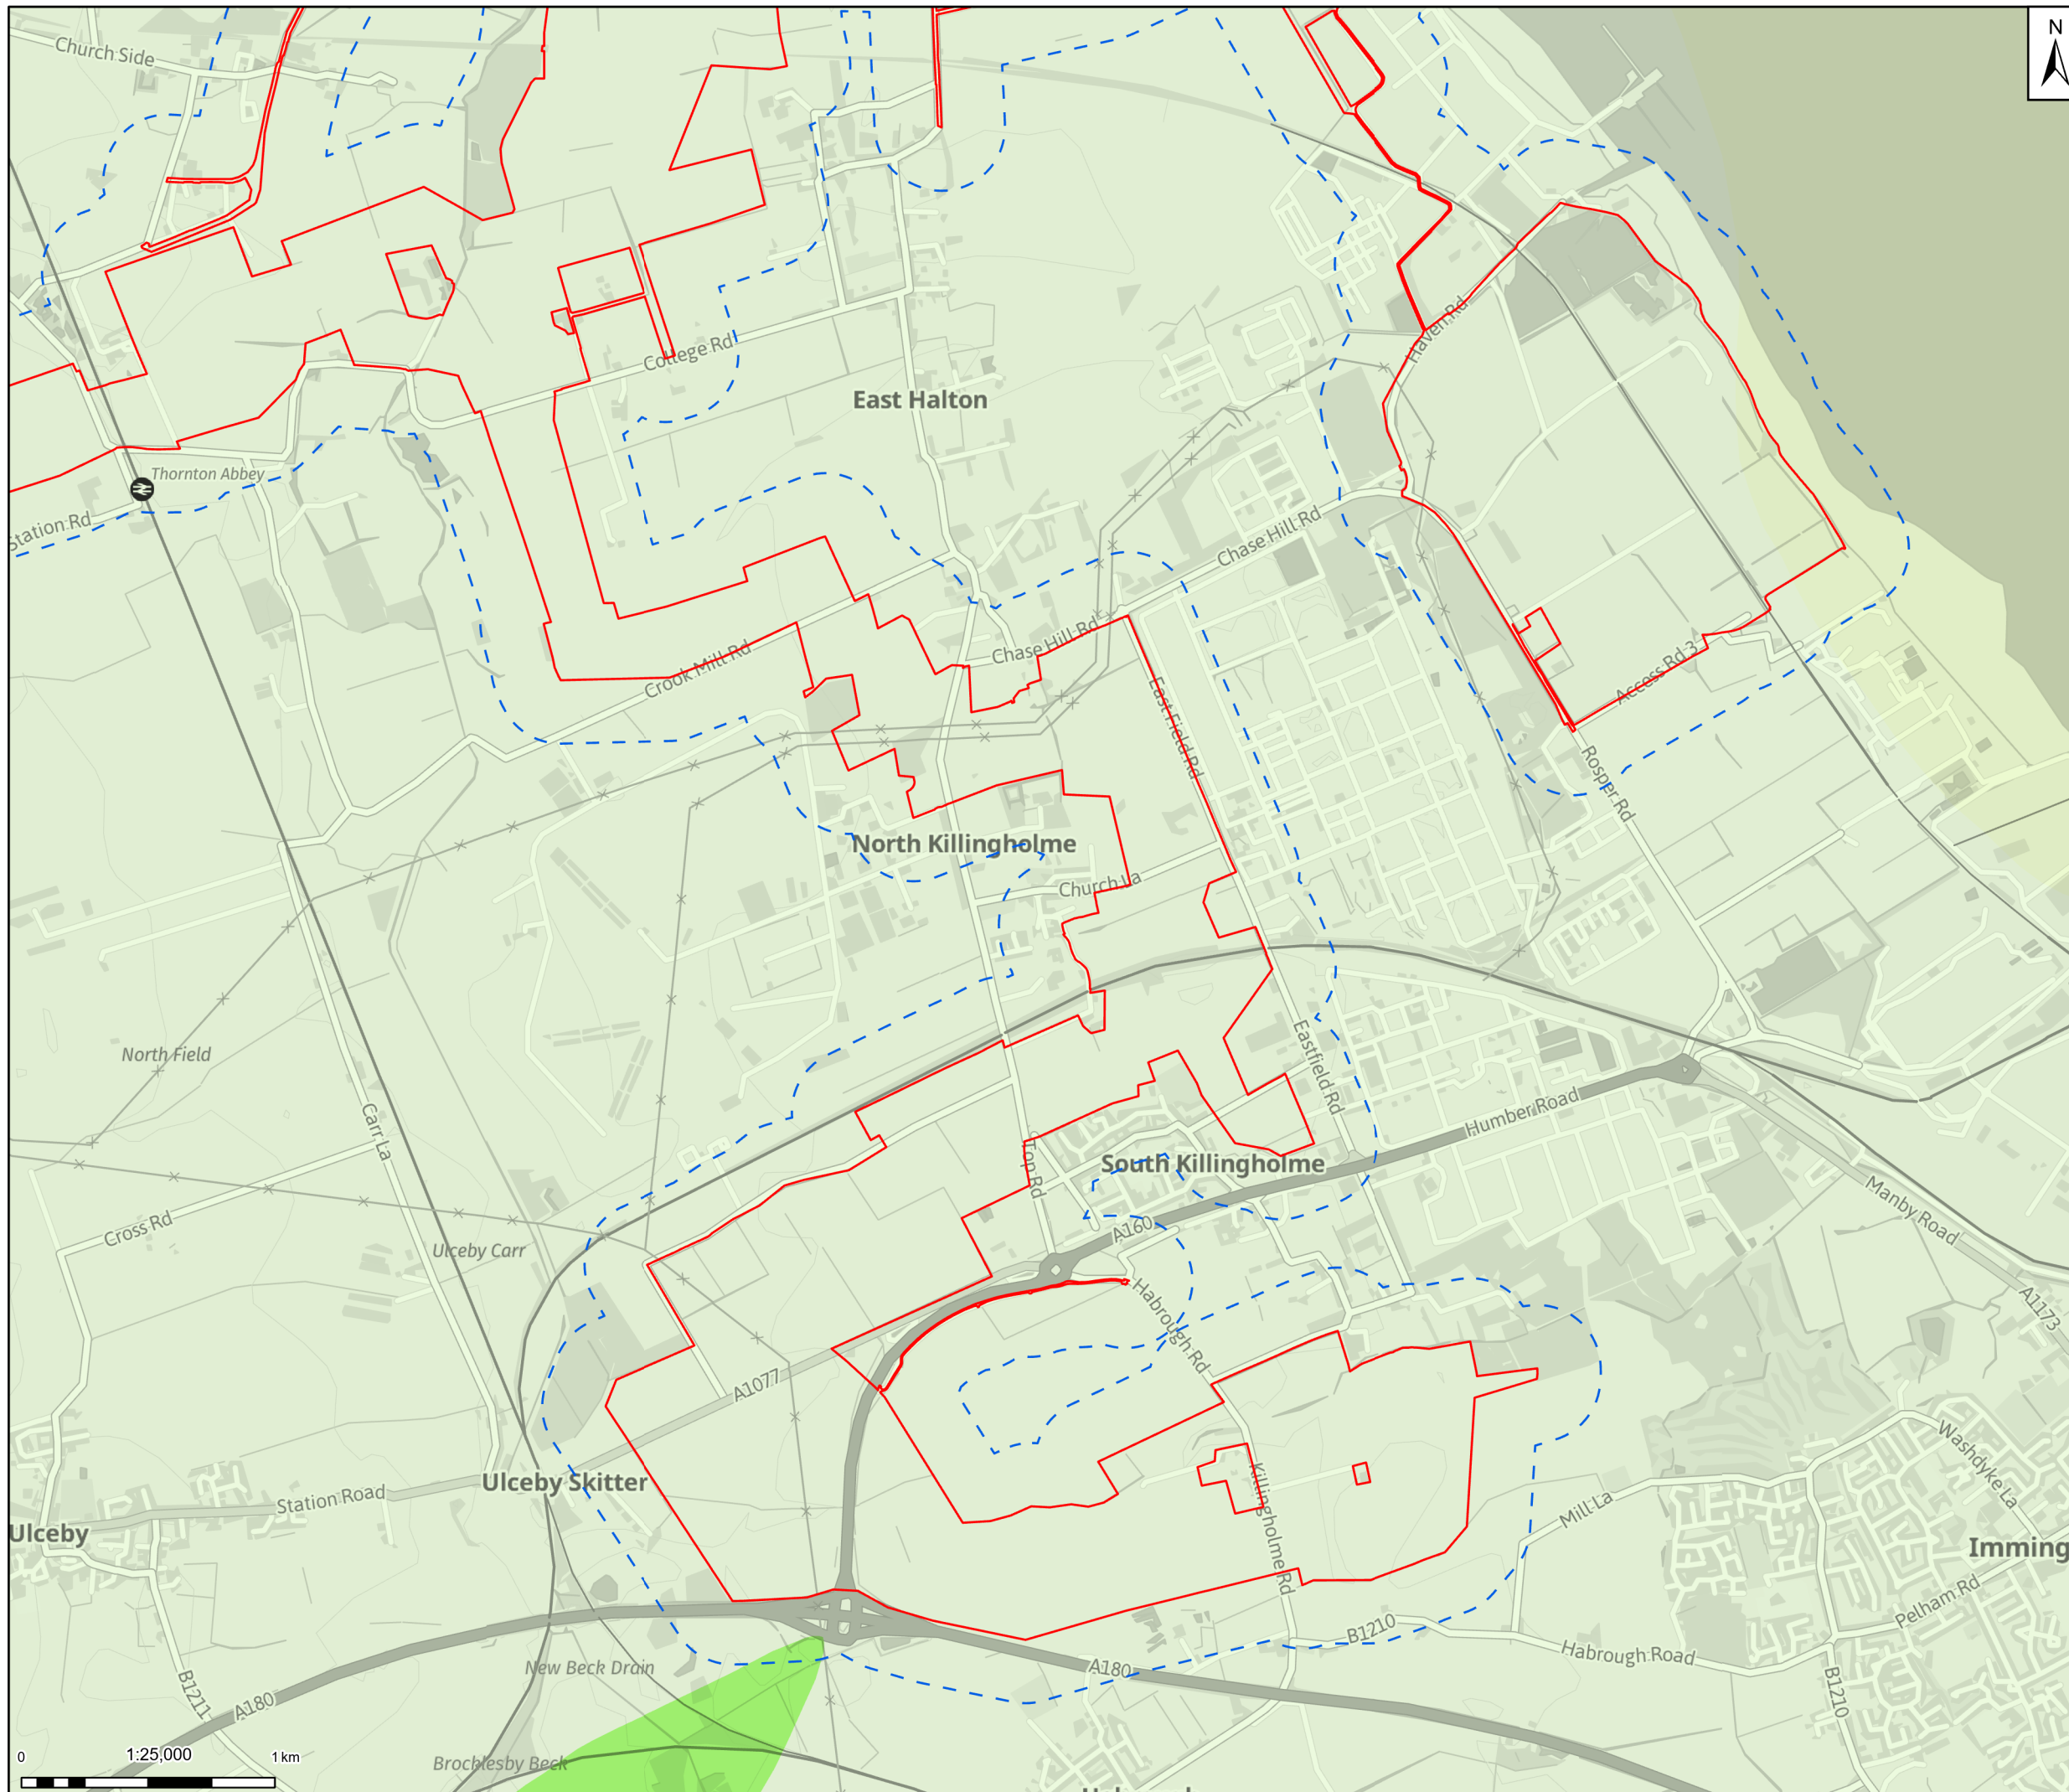 N
Church Side
College Rd
Haven Rd
East Halton
Thornton Abbey
Station Rd
Chase Hill Rd
Chase Hill Rd
Crook Mill Rd
East Field Rd
Access Rd 3
Rosper Rd
North Killingholme
Church La
North Field
Eastfield Rd
Carr La
Humber Road
Top Rd
South Killingholme
Manby Road
Cross Rd
A160
Ulceby Carr
Habrough Rd
A1173
A1077
Washdyke La
Ulceby Skitter
Killingholme Rd
Station Road
Mill La
Ulceby
Imming
Pelham Rd
B1210
Habrough Road
New Beck Drain
A180
B1211
A180
B1210
0
1:25,000
1 km
Brocklesby Beck